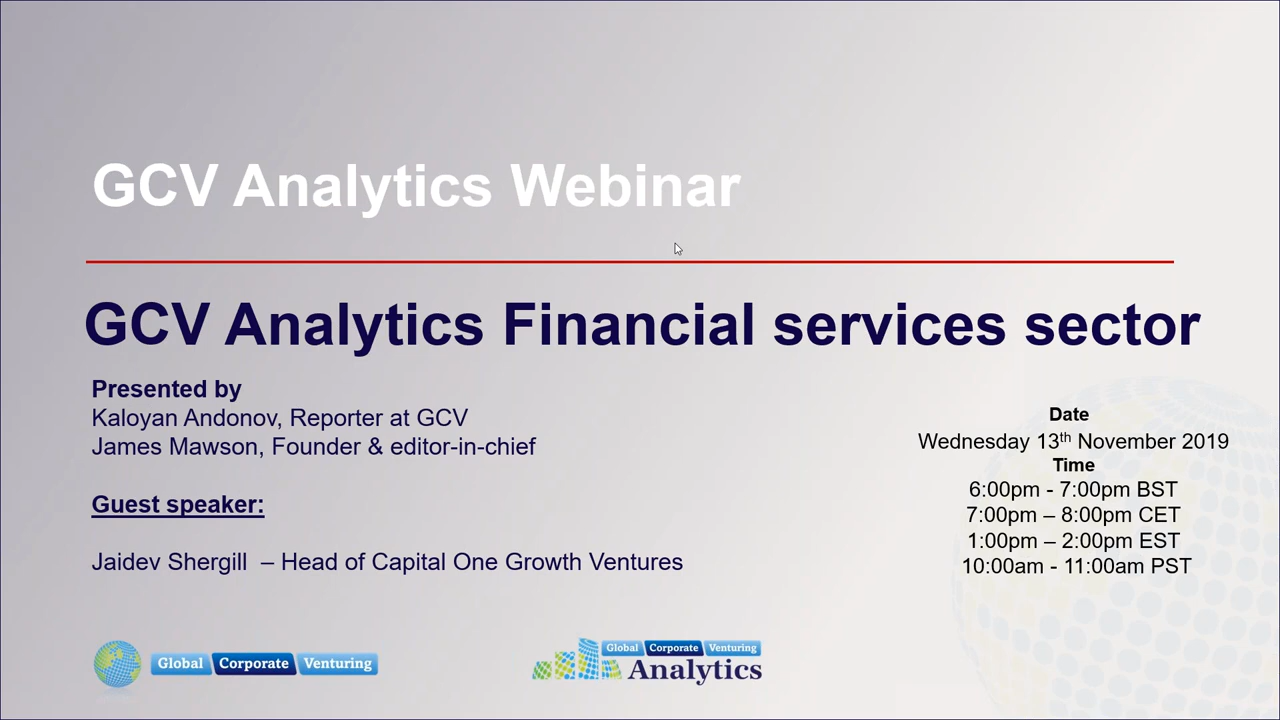 GCV Analytics Webinar
GCV Analytics Financial services sector
Presented by
Kaloyan Andonov, Reporter at GCV
James Mawson, Founder & editor-in-chief
Guest speaker:
Jaidev Shergill – Head of Capital One Growth Ventures
Date
Wednesday 13th November 2019
Time
6:00pm - 7:00pm BST
7:00pm – 8:00pm CET
1:00pm – 2:00pm EST
10:00am - 11:00am PST
Global Corporate Venturing
Global Corporate Venturing
Analytics